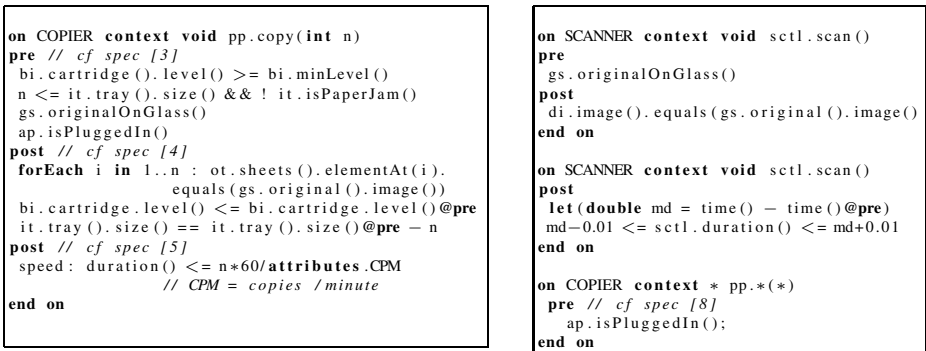 on COPIER context void pp.copy(int n)
pre // cf spec [3]
bi.cartridge().level() >= bi.minLevel()
n <= it.tray().size() && ! it.isPaperJam()
gs.originalOnGlass()
ap.isPluggedIn()
post // cf spec [4]
forEach i in 1..n : ot.sheets().elementAt(i).
equals(gs.original().image())
bi.cartridge.level() <= bi.cartridge.level()@pre
it.tray().size() == it.tray().size()@pre − n
post // cf spec [5]
speed: duration() <= n*60/attributes.CPM
// CPM = copies /minute
end on
on SCANNER context void sctl.scan()
pre
gs.originalOnGlass()
post
di.image().equals(gs.original().image()
end on
on SCANNER context void sctl.scan()
post
let(double md = time() − time()@pre)
md−0.01 <= sctl.duration() <= md+0.01
end on
on COPIER context * pp.*(*)
pre // cf spec [8]
ap.isPluggedIn();
end on